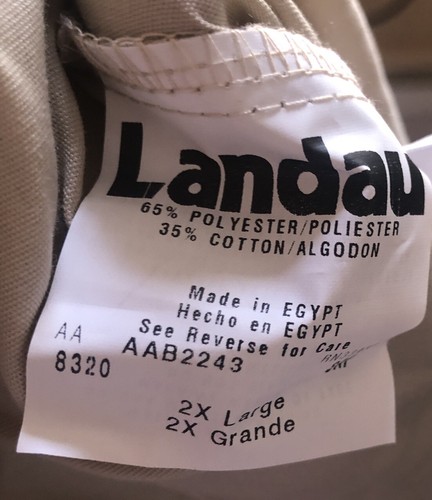 Landau
65% POLYESTER/POLIESTER
35% COTTON/ALGODON
Made in EGYPT
Hecho en EGYPT
See Reverse for Care
AA
AAB2243
8320
2X Large
2X Grande